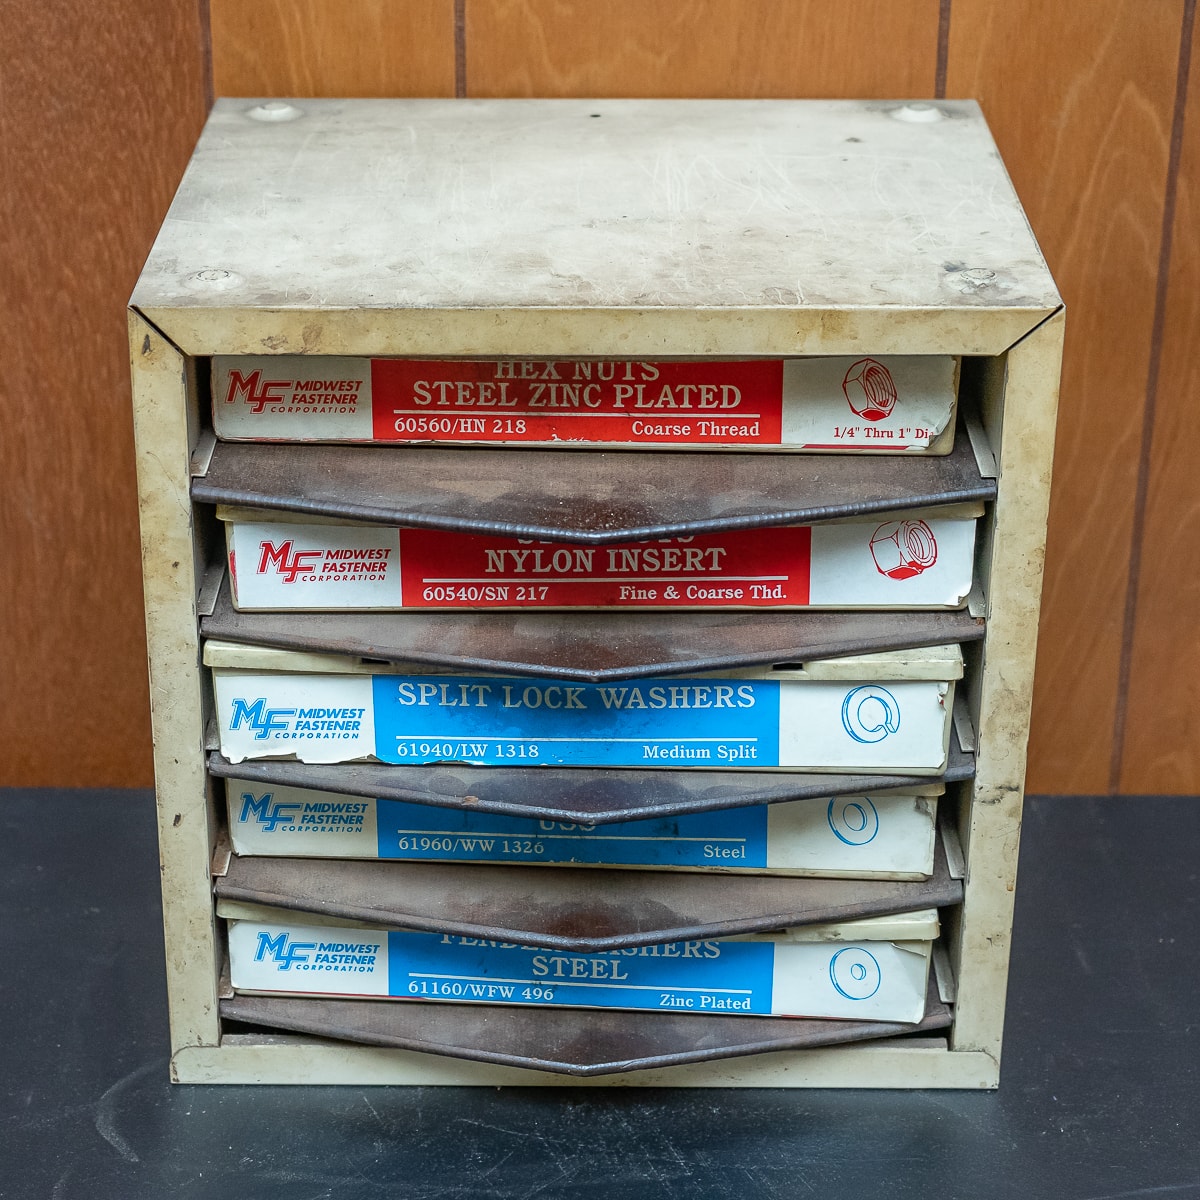 MF MIDWEST
FASTENER
CORPORATION
HEX NUTS
STEEL ZINC PLATED
60560/HN 218 Coarse Thread
1/4" Thru 1"
MF MIDWEST
FASTENER
CORPORATION
NYLON INSERT
60540/SN 217 Fine & Coarse Thd.
MF MIDWEST
FASTENER
CORPORATION
SPLIT LOCK WASHERS
61940/LW 1318 Medium Split
MF MIDWEST
FASTENER
CORPORATION
USS
61960/WW 1326 Steel
MF MIDWEST
FASTENER
CORPORATION
FENDER WASHERS
STEEL
61160/WFW 496 Zinc Plated